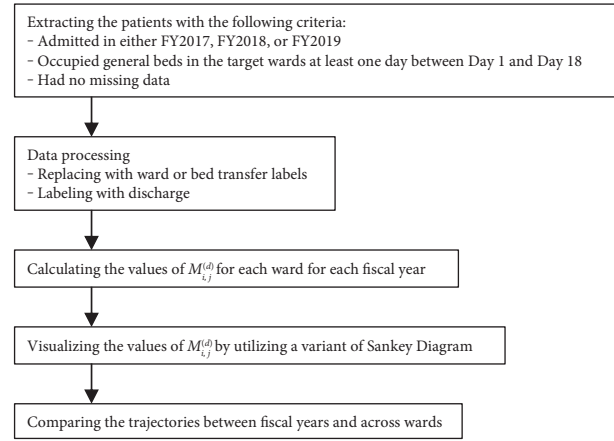 Extracting the patients with the following criteria:
- Admitted in either FY2017, FY2018, or FY2019
- Occupied general beds in the target wards at least one day between Day 1 and Day 18
- Had no missing data
Data processing
- Replacing with ward or bed transfer labels
- Labeling with discharge
Calculating the values of M_{i,j}^{(d)} for each ward for each fiscal year
Visualizing the values of M_{i,j}^{(d)} by utilizing a variant of Sankey Diagram
Comparing the trajectories between fiscal years and across wards